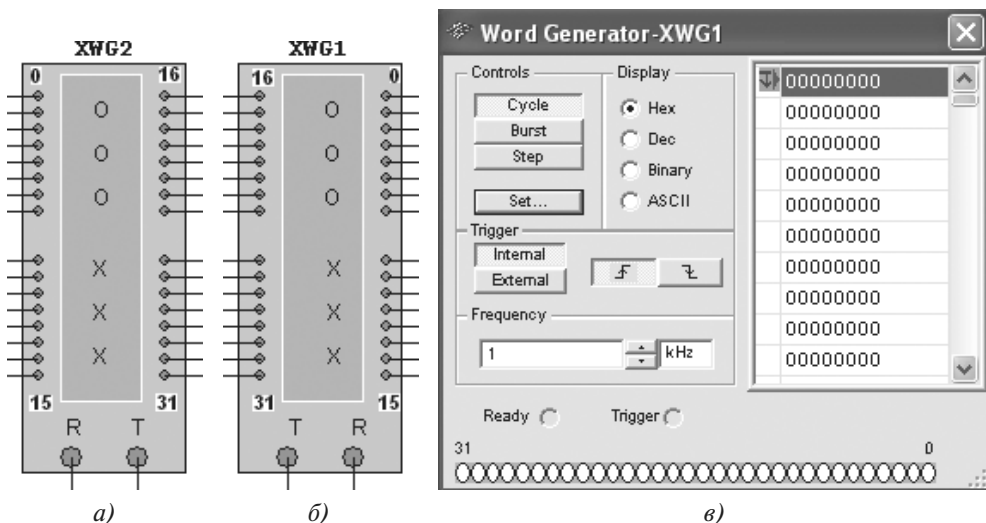 XWG2
0 16
O
O
O
X
X
X
15 31
R T
а)
XWG1
16 0
O
O
O
X
X
X
31 15
T R
б)
Word Generator-XWG1
Controls
Cycle
Burst
Step
Set...
Display
Hex
Dec
Binary
ASCII
Trigger
Internal
External
Frequency
1 kHz
00000000
00000000
00000000
00000000
00000000
00000000
00000000
00000000
00000000
00000000
Ready Trigger
31 0
в)